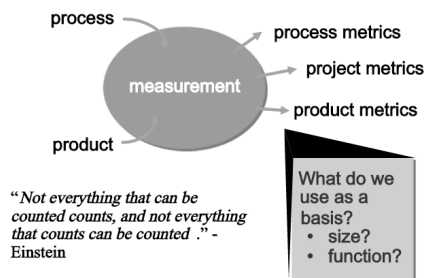 process
process metrics
project metrics
measurement
product metrics
product
What do we
use as a
basis?
• size?
• function?
“Not everything that can be
counted counts, and not everything
that counts can be counted .” -
Einstein